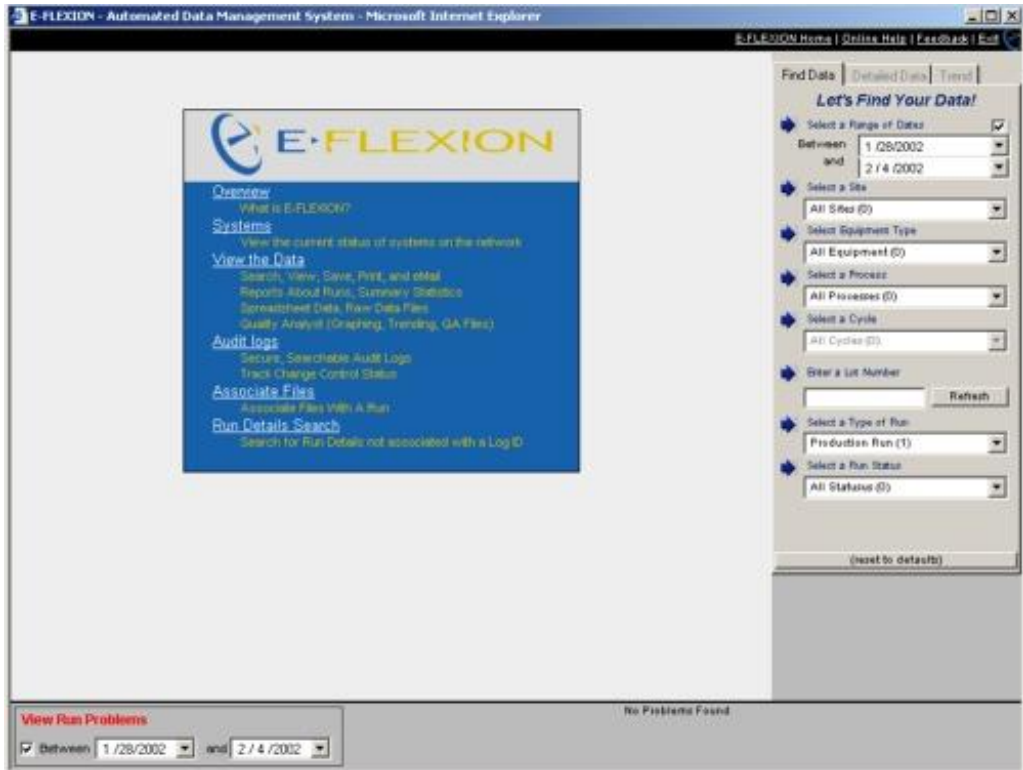 E-FLEXION - Automated Data Management System - Microsoft Internet Explorer
E-FLEXION Home | Online Help | Feedback | Exit
Find Data Detailed Data Trend
Let's Find Your Data!
Select a Range of Dates
Between 1 /28/2002
and 2 / 4 /2002
Select a Site
All Sites (0)
Select Equipment Type
All Equipment (0)
Select a Process
All Processes (0)
Select a Cycle
All Cycles (0)
Enter a Lot Number
Refresh
Select a Type of Run
Production Run (1)
Select a Run Status
All Statuses (0)
(reset to defaults)
E·FLEXION
Overview
What is E-FLEXION?
Systems
View the current status of systems on the network
View the Data
Search, View, Save, Print, and eMail
Reports About Runs, Summary Statistics
Spreadsheet Data, Raw Data Files
Quality Analyst (Graphing, Trending, QA Files)
Audit logs
Secure, Searchable Audit Logs
Track Change Control Status
Associate Files
Associate Files With A Run
Run Details Search
Search for Run Details not associated with a Log ID
No Problems Found
View Run Problems
Between 1 /28/2002 and 2 / 4 /2002